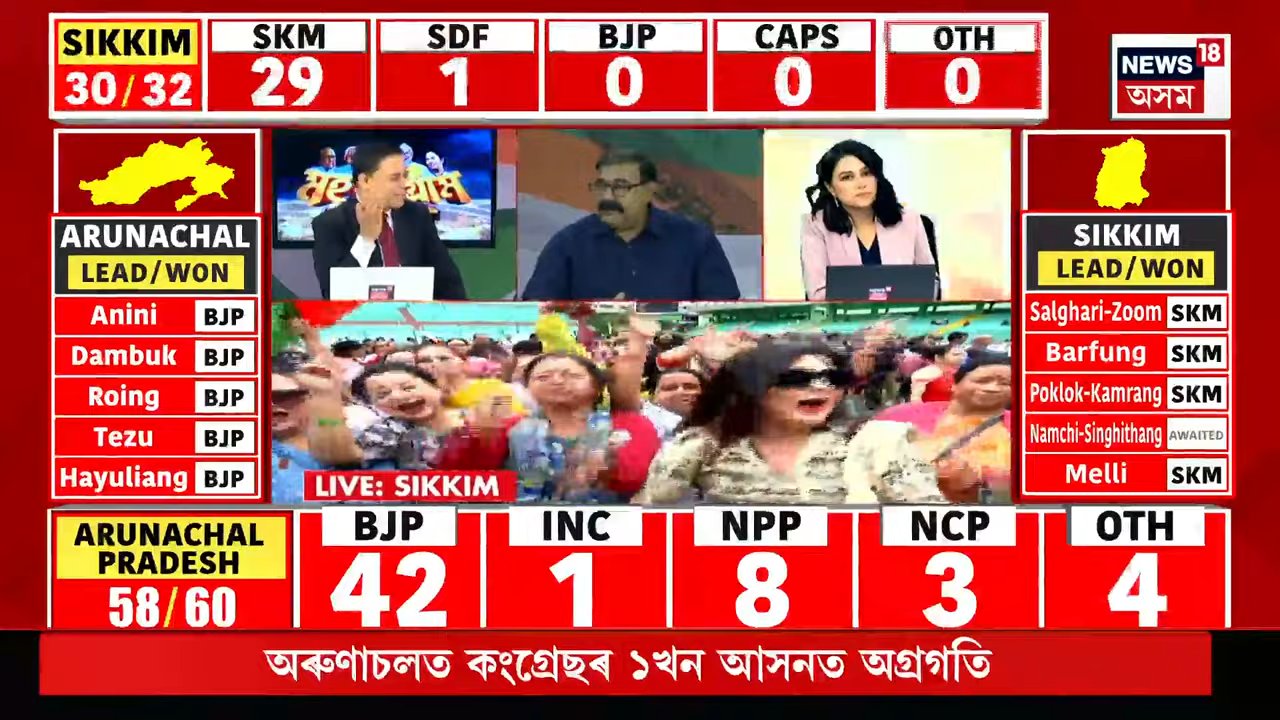 SIKKIM
30/32
SKM
29
SDF
1
BJP
0
CAPS
0
OTH
0
NEWS 18
অসম
ARUNACHAL
LEAD/WON
Anini BJP
Dambuk BJP
Roing BJP
Tezu BJP
Hayuliang BJP
LIVE: SIKKIM
SIKKIM
LEAD/WON
Salghari-Zoom SKM
Barfung SKM
Poklok-Kamrang SKM
Namchi-Singhithang AWAITED
Melli SKM
ARUNACHAL
PRADESH
58/60
BJP
42
INC
1
NPP
8
NCP
3
OTH
4
অৰুণাচলত কংগ্ৰেছৰ ১খন আসনত অগ্ৰগতি